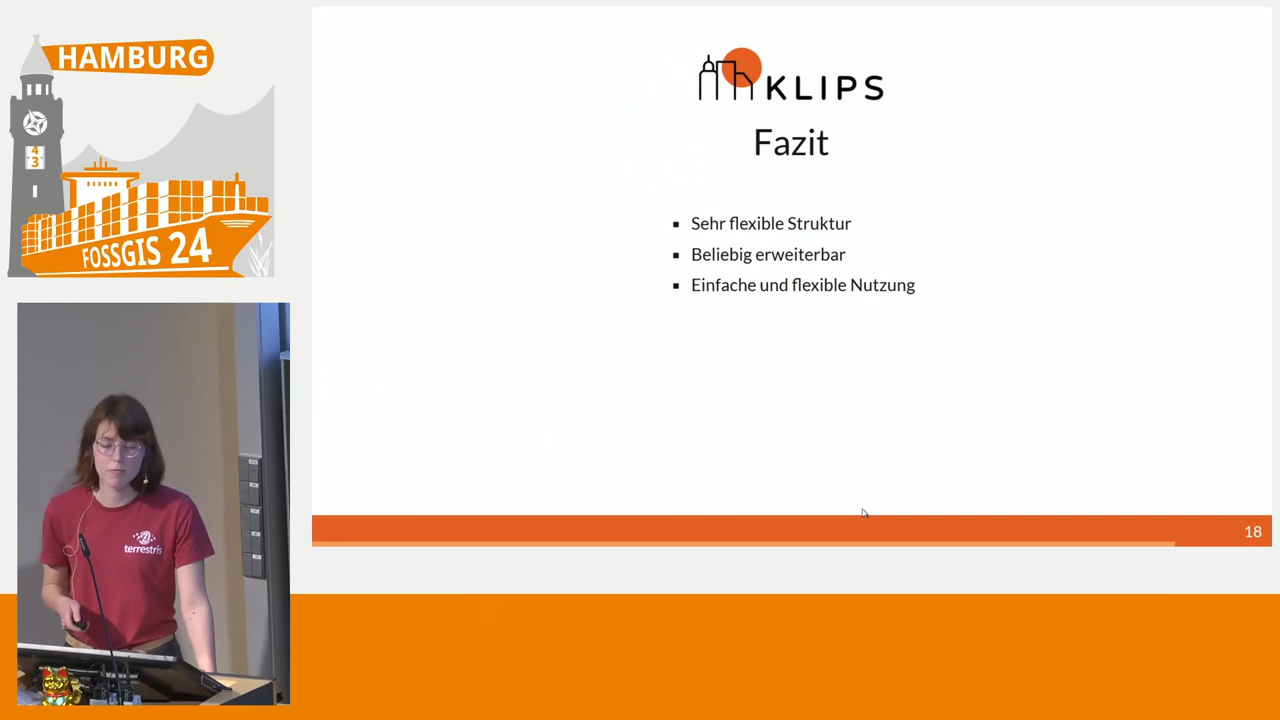 HAMBURG
4
3
FOSSGIS 24
KLIPS
Fazit
Sehr flexible Struktur
Beliebig erweiterbar
Einfache und flexible Nutzung
18
terrestris